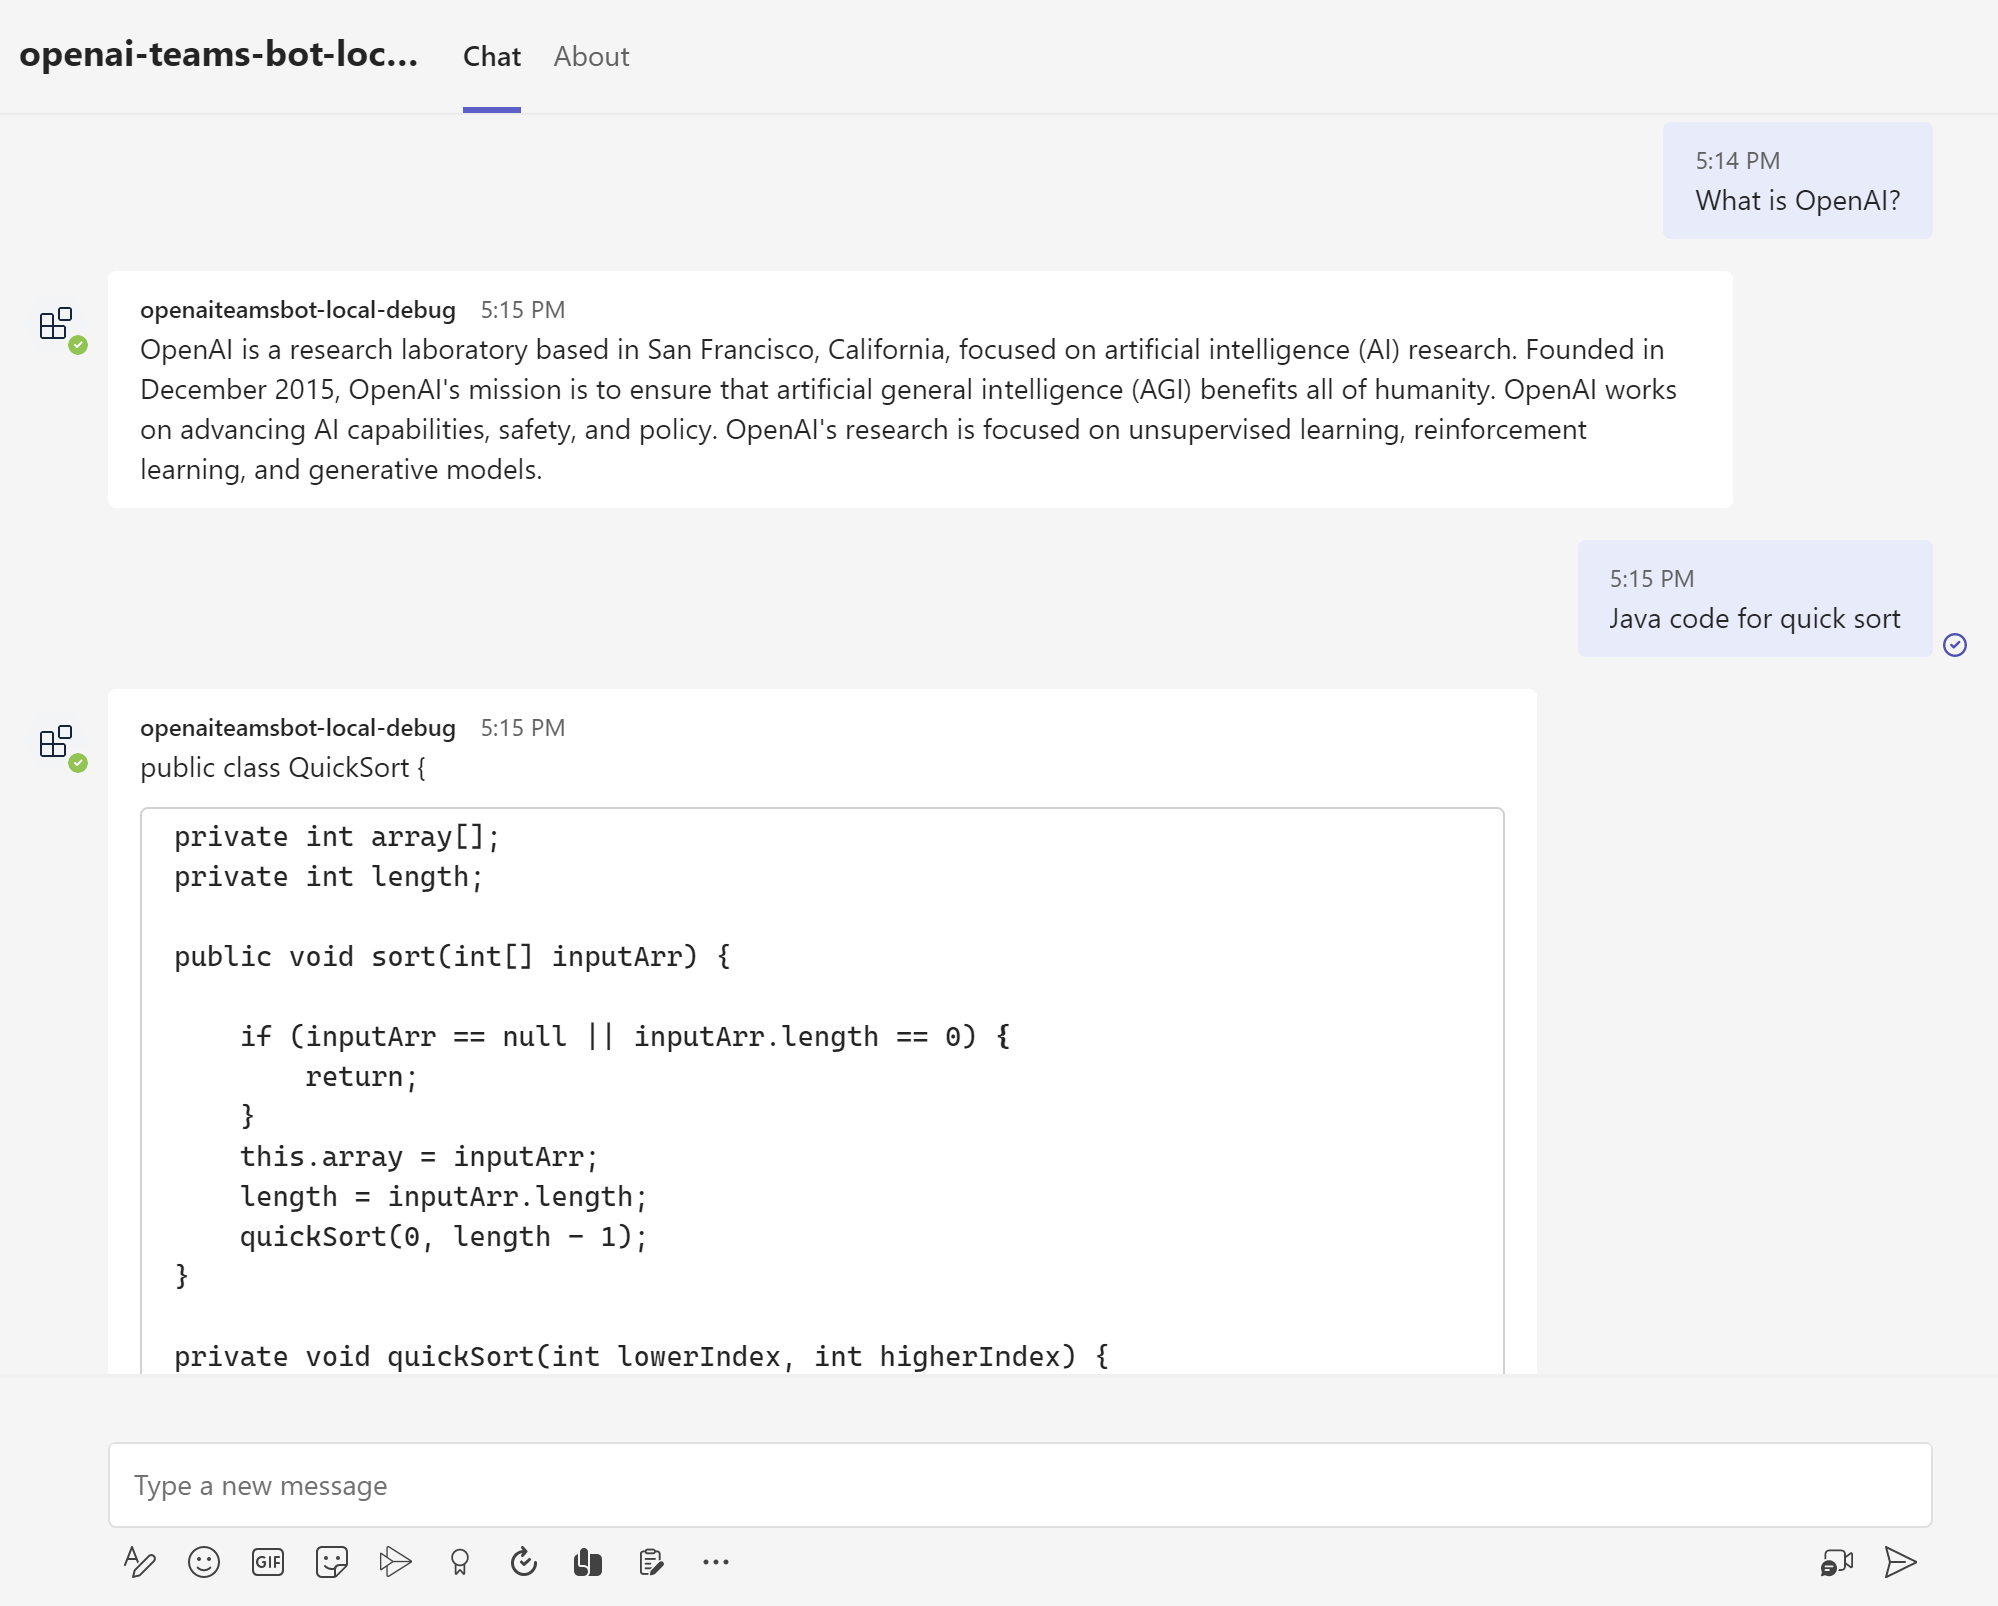 openai-teams-bot-loc...
Chat
About
5:14 PM
What is OpenAI?
openaiteamsbot-local-debug 5:15 PM
OpenAI is a research laboratory based in San Francisco, California, focused on artificial intelligence (AI) research. Founded in
December 2015, OpenAI's mission is to ensure that artificial general intelligence (AGI) benefits all of humanity. OpenAI works
on advancing AI capabilities, safety, and policy. OpenAI's research is focused on unsupervised learning, reinforcement
learning, and generative models.
5:15 PM
Java code for quick sort
openaiteamsbot-local-debug 5:15 PM
public class QuickSort {
private int array[];
private int length;
public void sort(int[] inputArr) {
if (inputArr == null || inputArr.length == 0) {
return;
}
this.array = inputArr;
length = inputArr.length;
quickSort(0, length - 1);
}
private void quickSort(int lowerIndex, int higherIndex) {
Type a new message
GIF